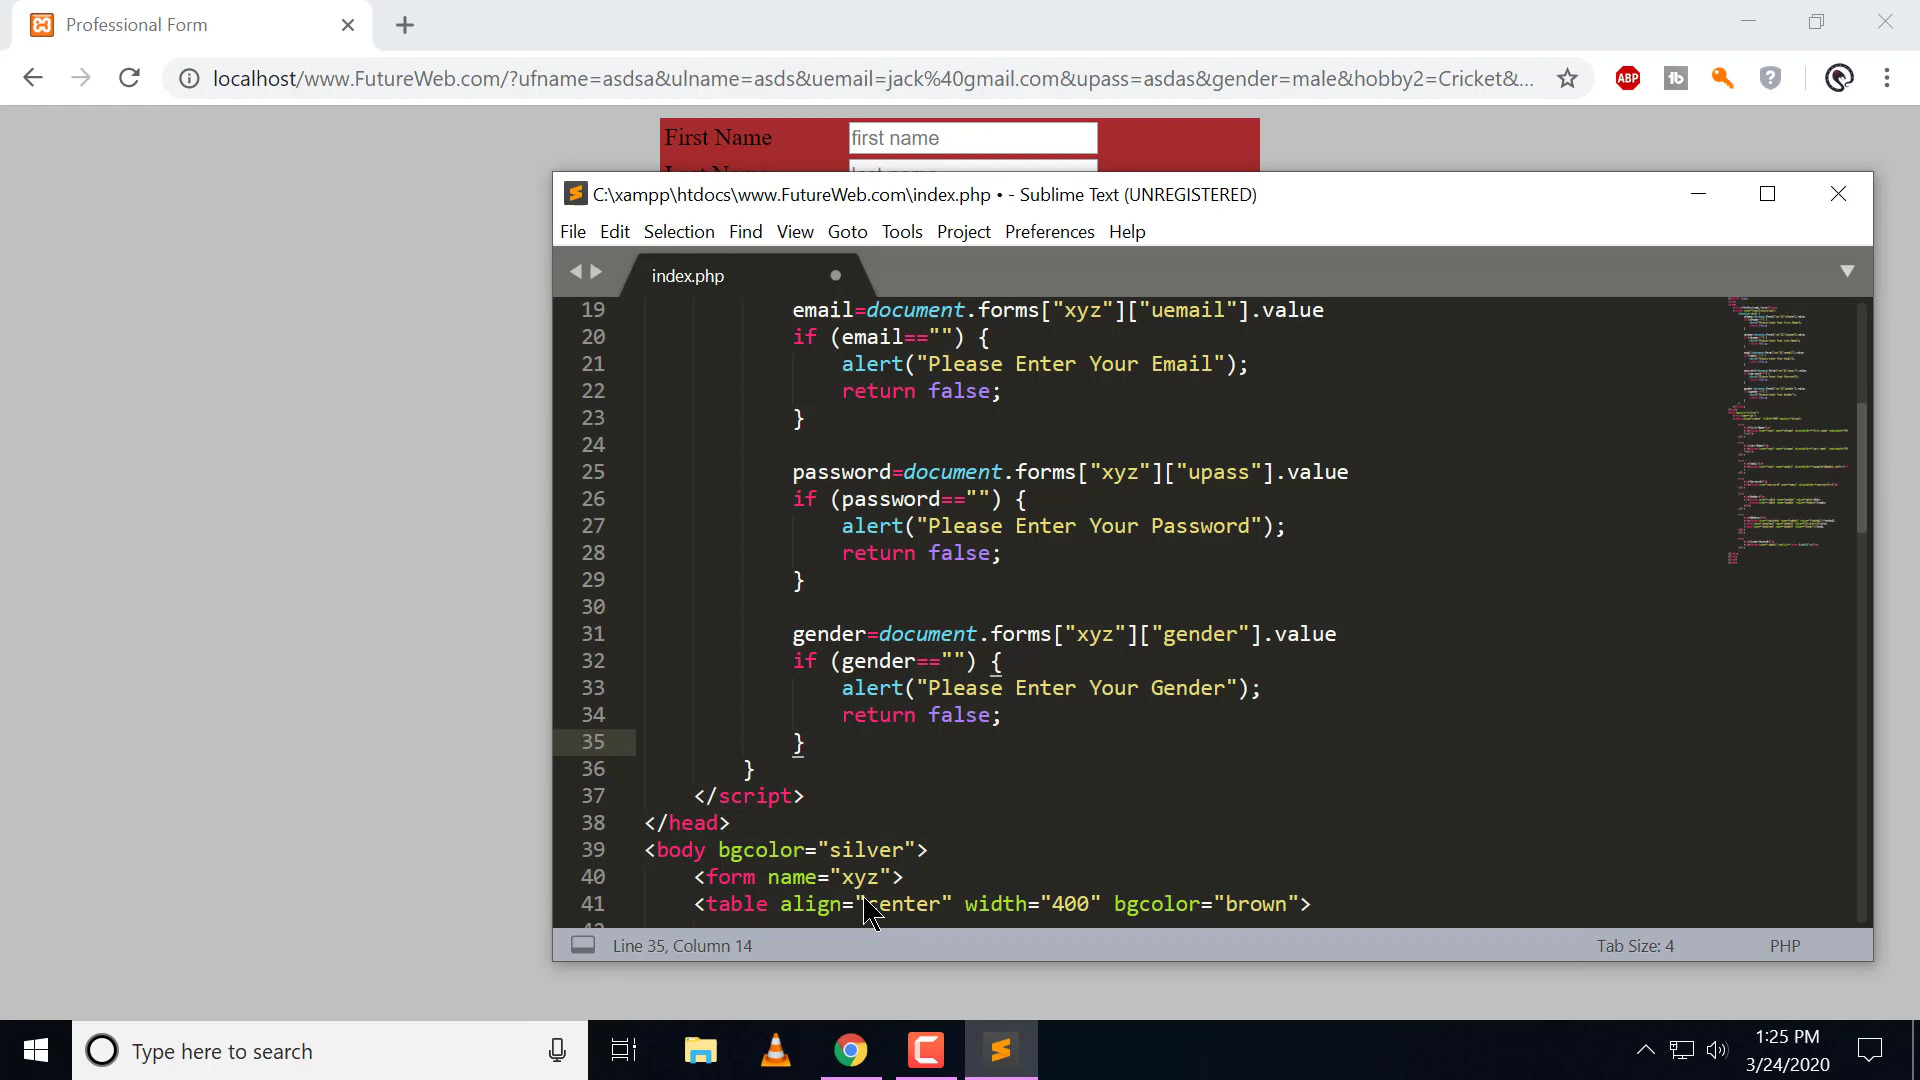 Professional Form
localhost/www.FutureWeb.com/?ufname=asdsa&ulname=asds&uemail=jack%40gmail.com&upass=asdas&gender=male&hobby2=Cricket&...
ABP
First Name
first name
C:\xampp\htdocs\www.FutureWeb.com\index.php • - Sublime Text (UNREGISTERED)
File Edit Selection Find View Goto Tools Project Preferences Help
index.php
19 email=document.forms["xyz"]["uemail"].value
20 if (email=="") {
21 alert("Please Enter Your Email");
22 return false;
23 }
24
25 password=document.forms["xyz"]["upass"].value
26 if (password=="") {
27 alert("Please Enter Your Password");
28 return false;
29 }
30
31 gender=document.forms["xyz"]["gender"].value
32 if (gender=="") {
33 alert("Please Enter Your Gender");
34 return false;
35 }
36 }
37 </script>
38 </head>
39 <body bgcolor="silver">
40 <form name="xyz">
41 <table align="center" width="400" bgcolor="brown">
Line 35, Column 14
Tab Size: 4
PHP
Type here to search
1:25 PM
3/24/2020